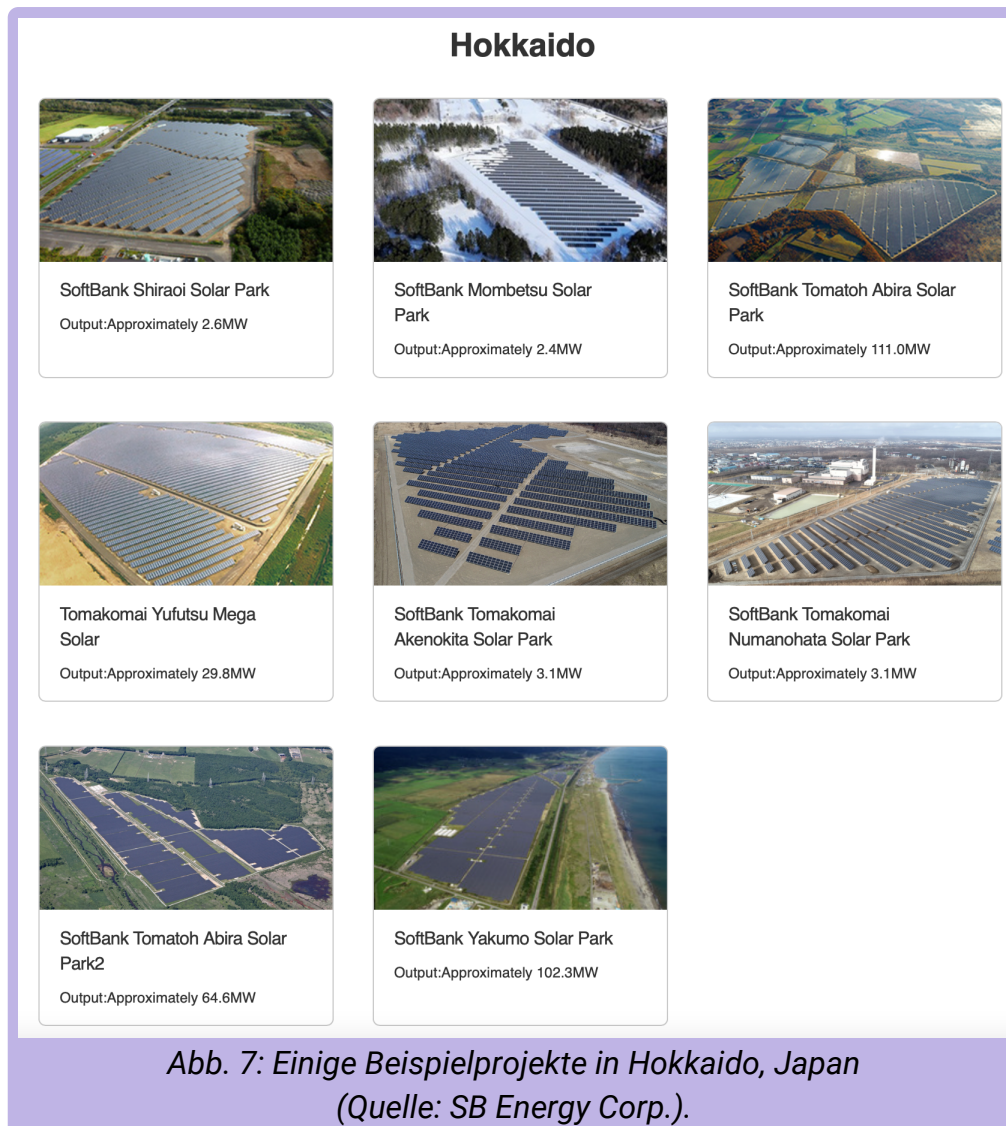 Hokkaido
SoftBank Shiraoi Solar Park
Output:Approximately 2.6MW
SoftBank Mombetsu Solar
Park
Output:Approximately 2.4MW
SoftBank Tomatoh Abira Solar
Park
Output:Approximately 111.0MW
Tomakomai Yufutsu Mega
Solar
Output:Approximately 29.8MW
SoftBank Tomakomai
Akenokita Solar Park
Output:Approximately 3.1MW
SoftBank Tomakomai
Numanohata Solar Park
Output:Approximately 3.1MW
SoftBank Tomatoh Abira Solar
Park2
Output:Approximately 64.6MW
SoftBank Yakumo Solar Park
Output:Approximately 102.3MW
Abb. 7: Einige Beispielprojekte in Hokkaido, Japan
(Quelle: SB Energy Corp.).